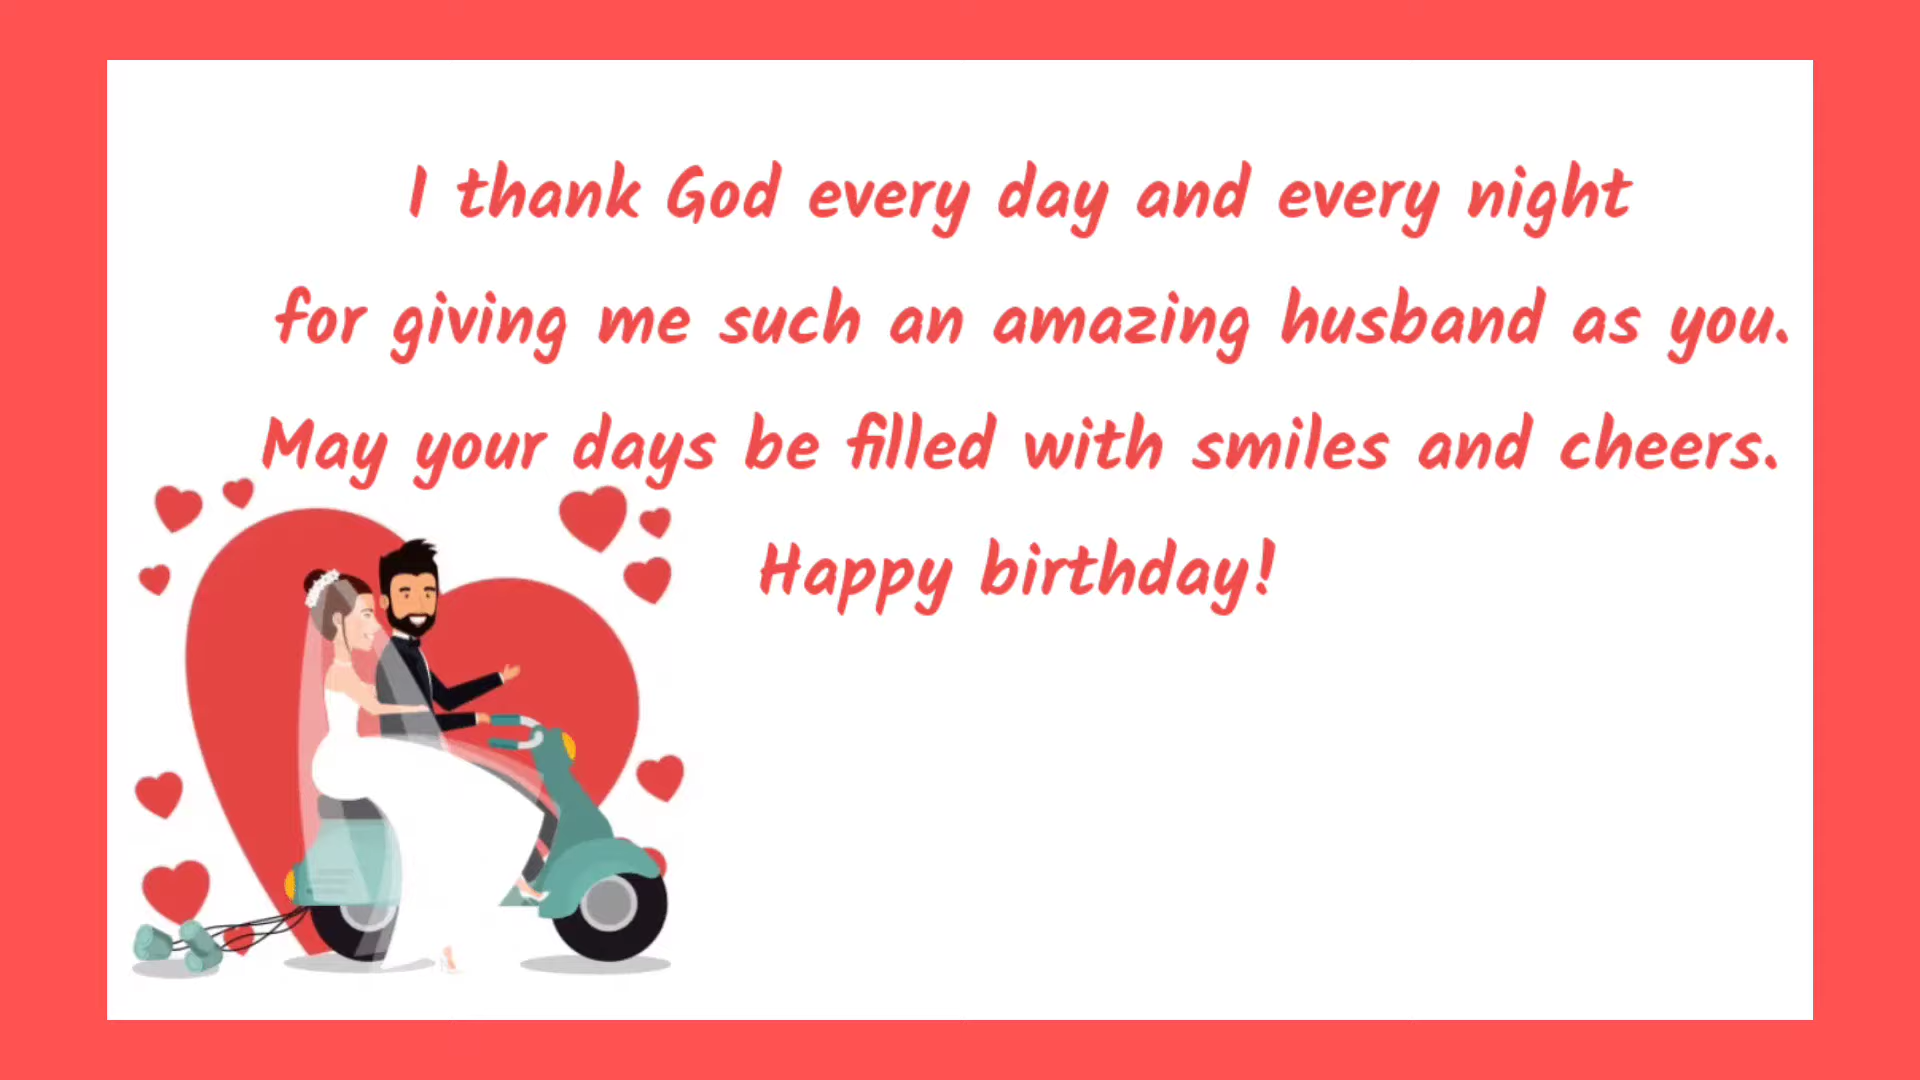 I thank God every day and every night
for giving me such an amazing husband as you.
May your days be filled with smiles and cheers.
Happy birthday!